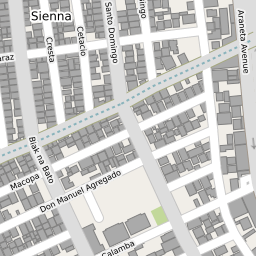 Sienna
Cresta
Cetacio
Santo Domingo
Araneta Avenue
Biak na Bato
Macopa
Don Manuel Agregado
Calamba